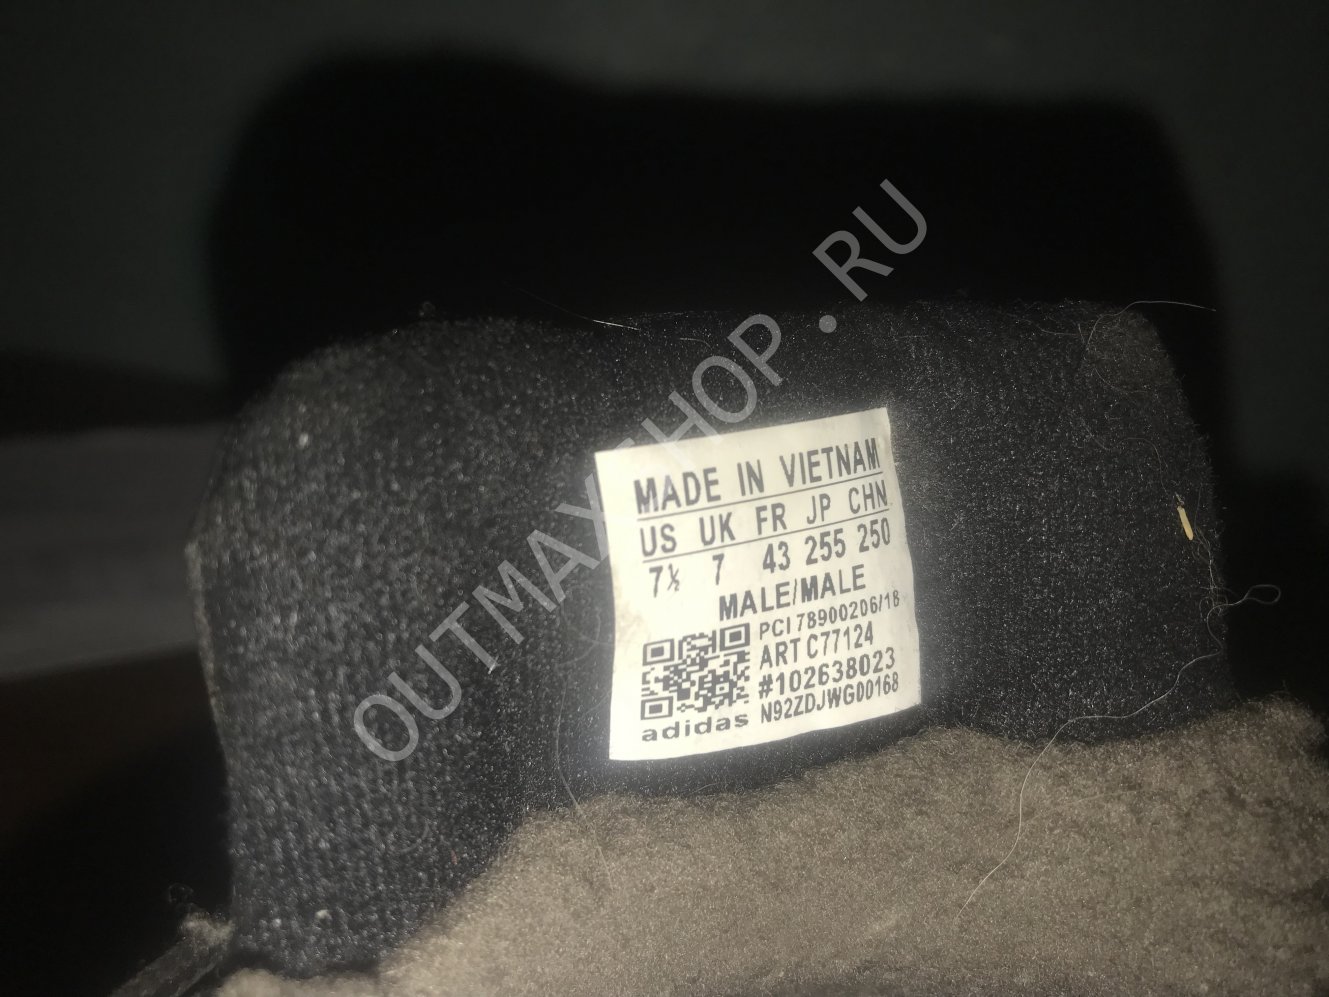 MADE IN VIETNAM
US UK FR JP CHN
7½ 7 43 255 250
MALE/MALE
PCI 78900206/18
ART C77124
#102638023
N92ZDJWG00168
adidas
OUTMAXSHOP.RU